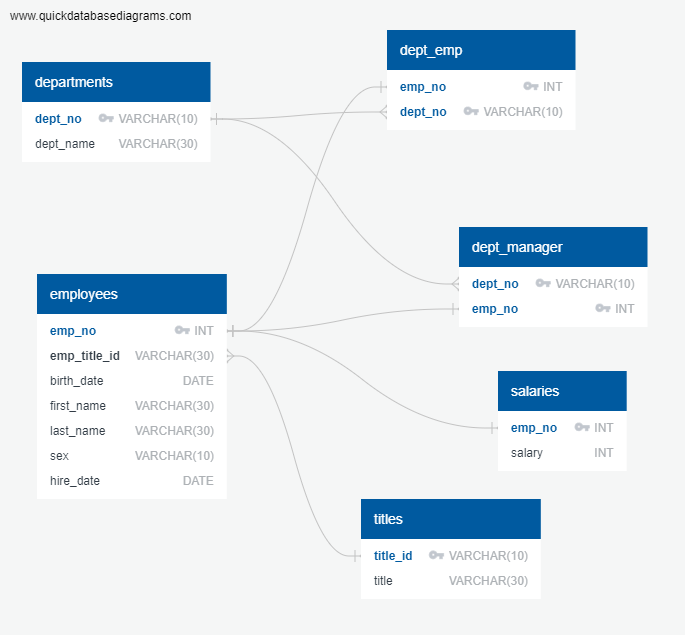 www.quickdatabasediagrams.com
departments
dept_no VARCHAR(10)
dept_name VARCHAR(30)
dept_emp
emp_no INT
dept_no VARCHAR(10)
dept_manager
dept_no VARCHAR(10)
emp_no INT
employees
emp_no INT
emp_title_id VARCHAR(30)
birth_date DATE
first_name VARCHAR(30)
last_name VARCHAR(30)
sex VARCHAR(10)
hire_date DATE
salaries
emp_no INT
salary INT
titles
title_id VARCHAR(10)
title VARCHAR(30)